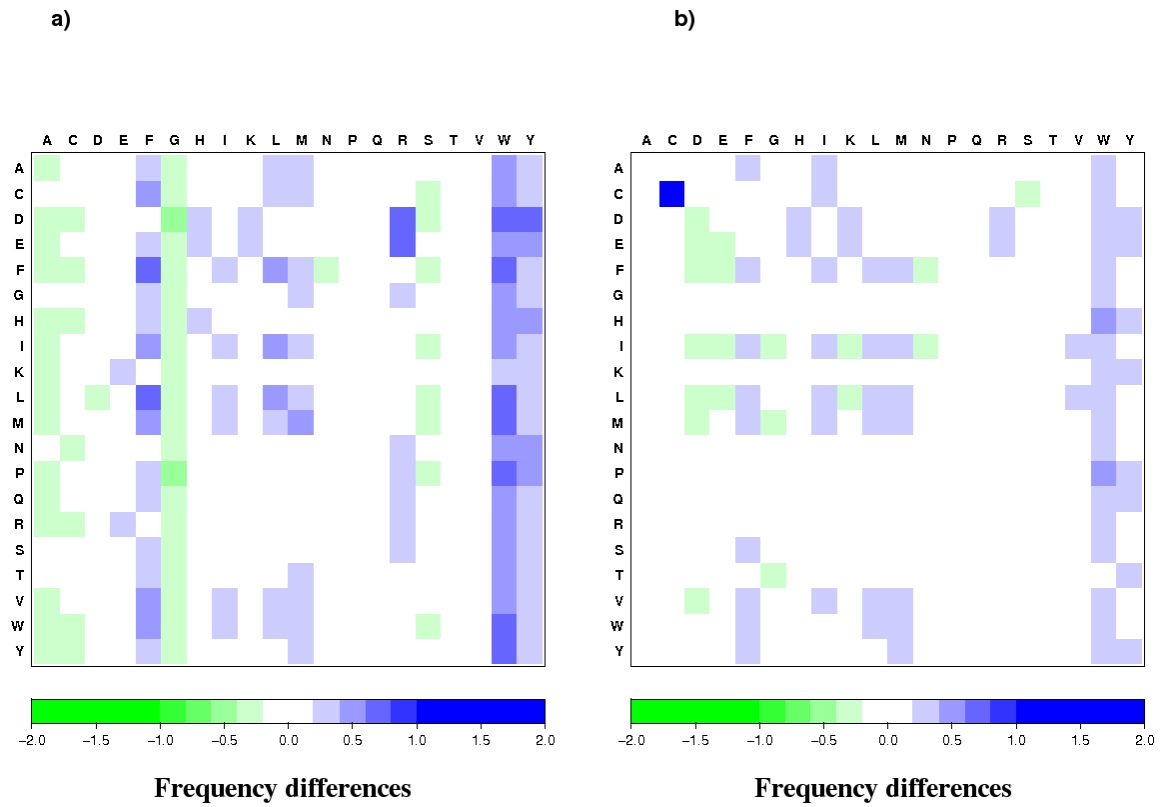 a) b)
A C D E F G H I K L M N P Q R S T V W Y A C D E F G H I K L M N P Q R S T V W Y
A A
C C
D D
E E
F F
G G
H H
I I
K K
L L
M M
N N
P P
Q Q
R R
S S
T T
V V
W W
Y Y
−2.0 −1.5 −1.0 −0.5 0.0 0.5 1.0 1.5 2.0 −2.0 −1.5 −1.0 −0.5 0.0 0.5 1.0 1.5 2.0
Frequency differences Frequency differences